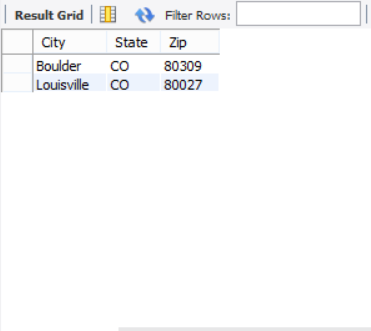 Result Grid Filter Rows:
City State Zip
Boulder CO 80309
Louisville CO 80027